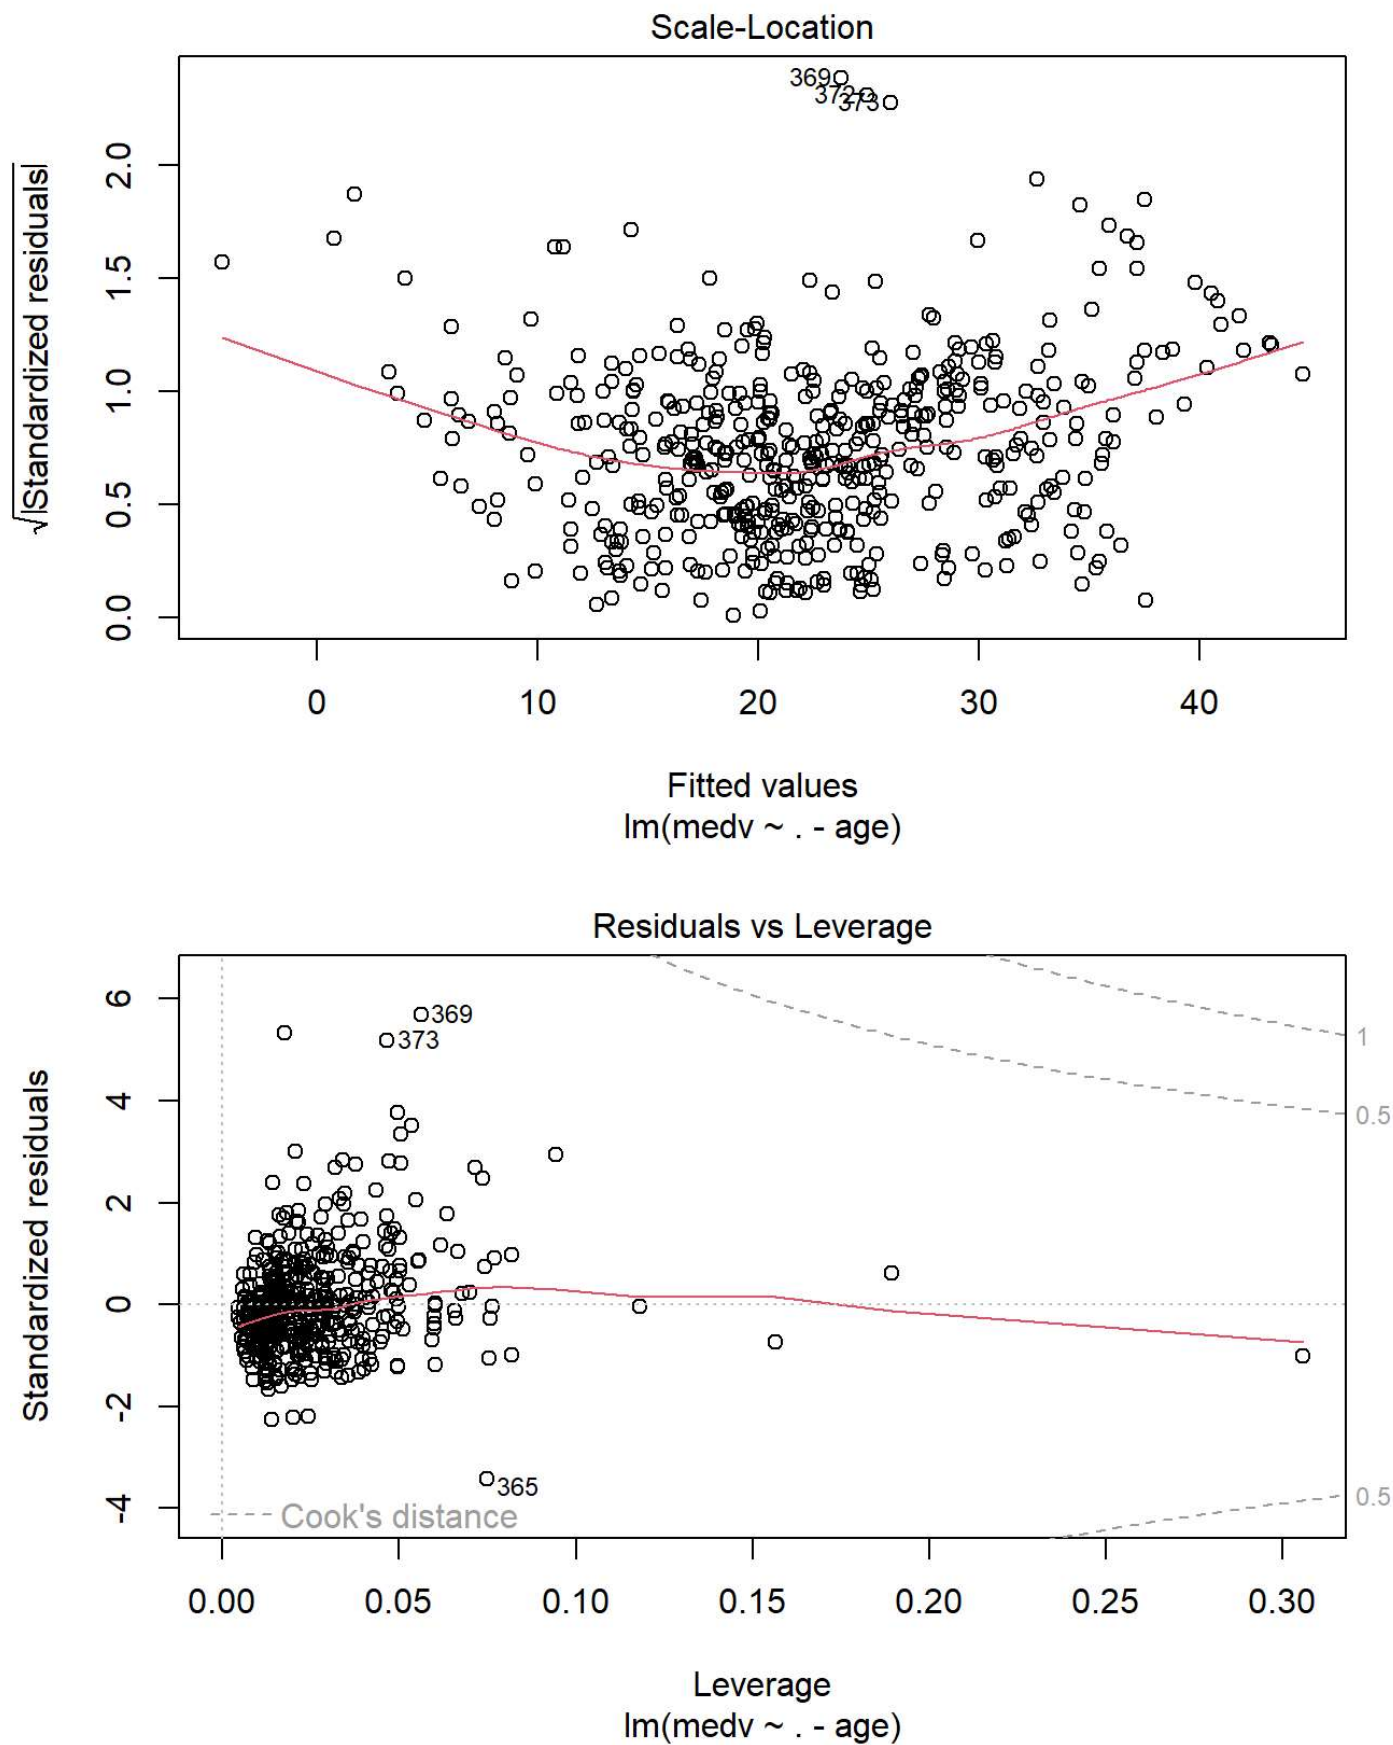 Scale-Location
369
372
373
√|Standardized residuals|
2.0
1.5
1.0
0.5
0.0
0 10 20 30 40
Fitted values
lm(medv ~ . - age)
Residuals vs Leverage
369
373
365
Standardized residuals
6
4
2
0
-2
-4
1
0.5
0.5
Cook's distance
0.00 0.05 0.10 0.15 0.20 0.25 0.30
Leverage
lm(medv ~ . - age)